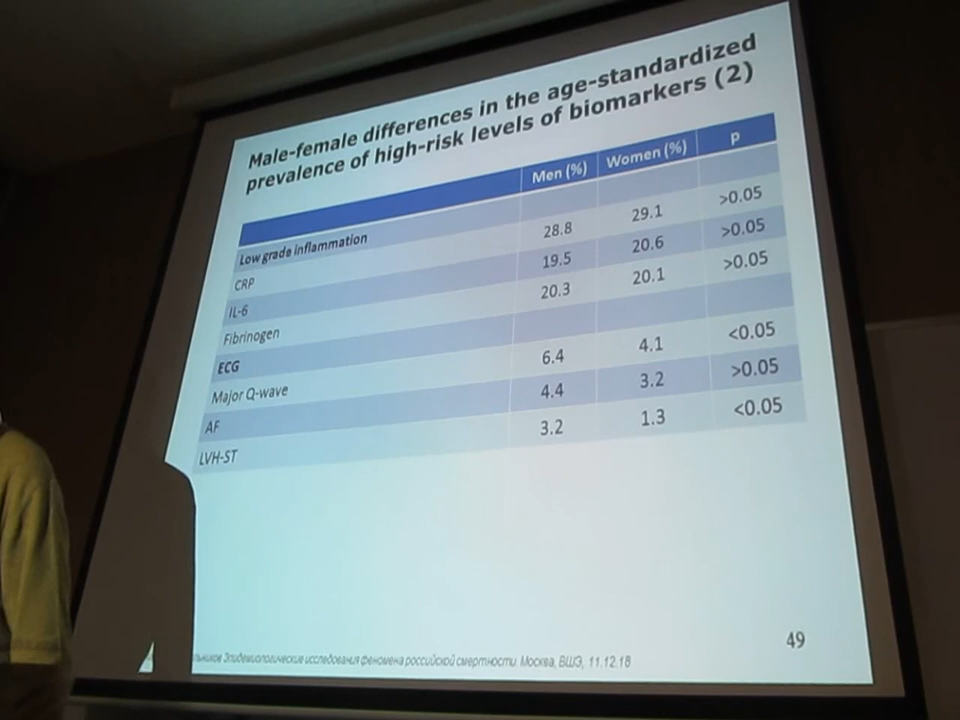 Male-female differences in the age-standardized
prevalence of high-risk levels of biomarkers (2)
Men (%) Women (%) p
Low grade inflammation
CRP 28.8 29.1 >0.05
IL-6 19.5 20.6 >0.05
Fibrinogen 20.3 20.1 >0.05
ECG
Major Q-wave 6.4 4.1 <0.05
AF 4.4 3.2 >0.05
LVH-ST 3.2 1.3 <0.05
Эпидемиологические исследования феномена российской смертности. Москва, ВШЭ, 11.12.18
49